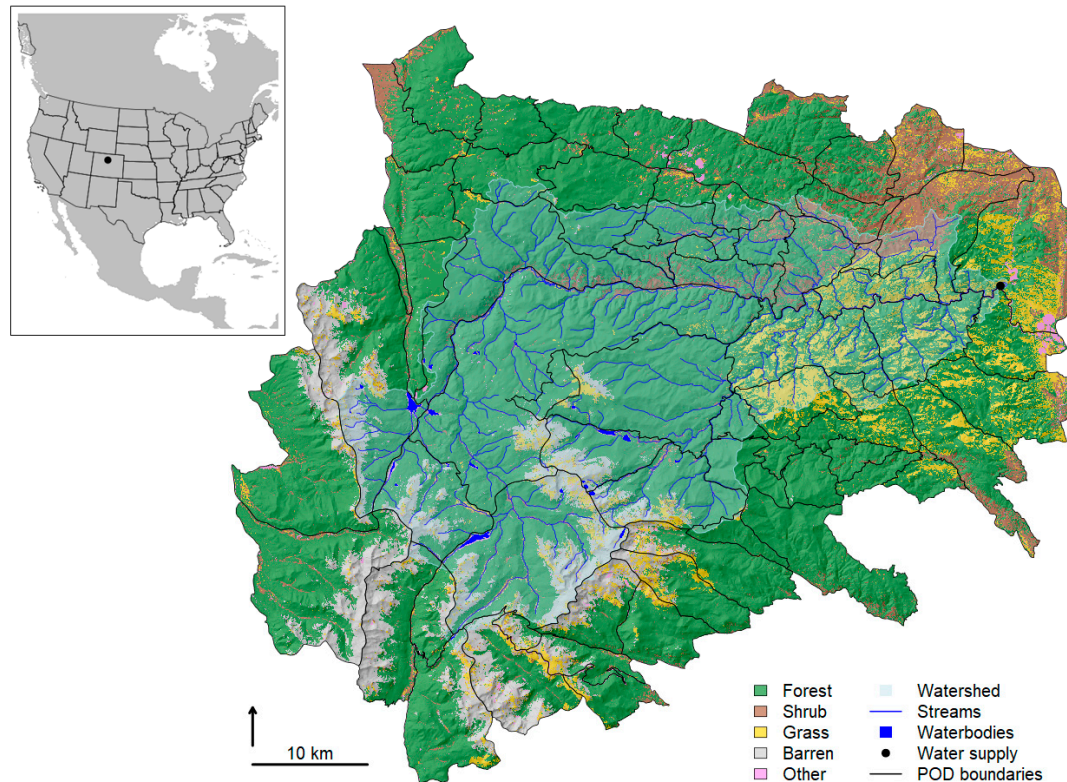 10 km
Forest
Shrub
Grass
Barren
Other
Watershed
Streams
Waterbodies
Water supply
POD boundaries